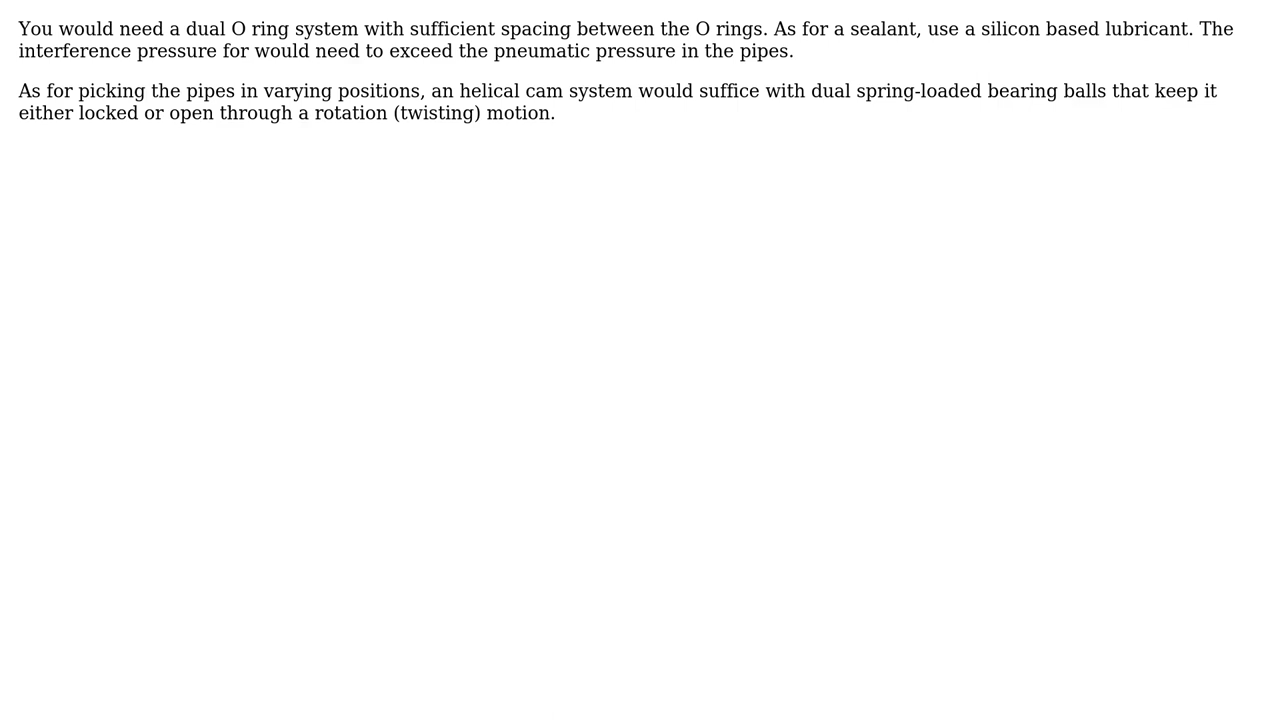 You would need a dual O ring system with sufficient spacing between the O rings. As for a sealant, use a silicon based lubricant. The
interference pressure for would need to exceed the pneumatic pressure in the pipes.
As for picking the pipes in varying positions, an helical cam system would suffice with dual spring-loaded bearing balls that keep it
either locked or open through a rotation (twisting) motion.